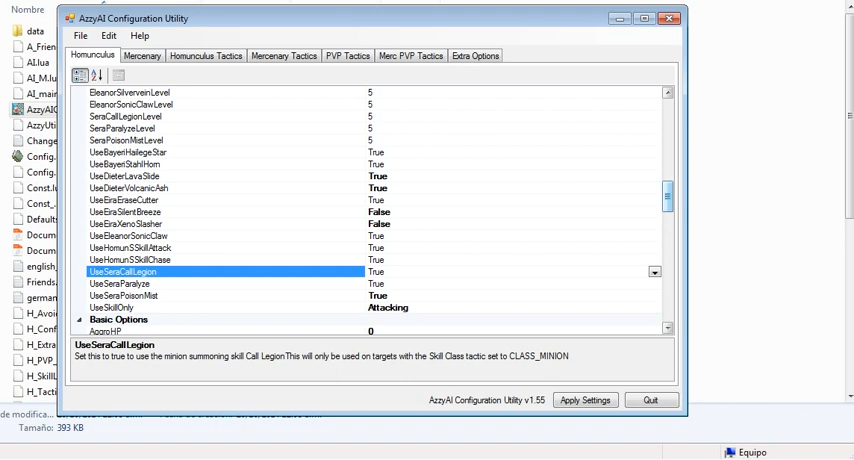 Nombre
AzzyAI Configuration Utility
File Edit Help
Homunculus Mercenary Homunculus Tactics Mercenary Tactics PVP Tactics Merc PVP Tactics Extra Options
data
A_Frien
AI.lua
AI_M.lu
AI_main
AzzyAIC
AzzyUti
Change
Config.
Config.
Const.lu
Const_.
Defaults
Docum
Docum
english_
Friends.
german
H_Avoi
H_Conf
H_Extra
H_PVP_
H_SkillL
H_Tacti
EleanorSilverveinLevel 5
EleanorSonicClawLevel 5
SeraCallLegionLevel 5
SeraParalyzeLevel 5
SeraPoisonMistLevel 5
UseBayeriHailegeStar True
UseBayeriStahlHorn True
UseDieterLavaSlide True
UseDieterVolcanicAsh True
UseEiraEraseCutter True
UseEiraSilentBreeze False
UseEiraXenoSlasher False
UseEleanorSonicClaw True
UseHomunSSkillAttack True
UseHomunSSkillChase True
UseSeraCallLegion True
UseSeraParalyze True
UseSeraPoisonMist True
UseSkillOnly Attacking
Basic Options
AggroHP 0
UseSeraCallLegion
Set this to true to use the minion summoning skill Call LegionThis will only be used on targets with the Skill Class tactic set to CLASS_MINION
AzzyAI Configuration Utility v1.55 Apply Settings Quit
de modifica...
Tamaño: 393 KB
Equipo